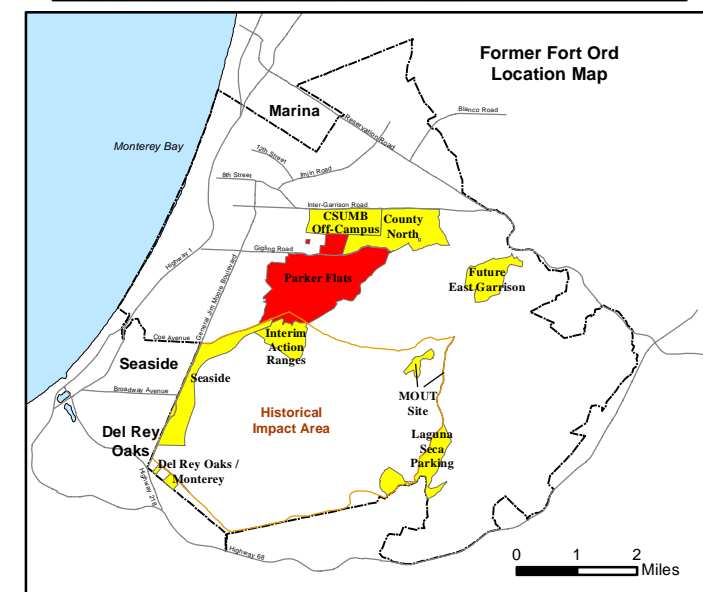 Former Fort Ord
Location Map
Marina
Blanco Road
Reservation Road
Monterey Bay
12th Street
Imjin Road
8th Street
Inter-Garrison Road
CSUMB
Off-Campus
County
North
Gigling Road
Highway 1
General Jim Moore Boulevard
Parker Flats
Future
East Garrison
Coe Avenue
Interim
Action
Ranges
Seaside
Seaside
Broadway Avenue
MOUT
Site
Historical
Impact Area
Del Rey
Oaks
Laguna
Seca
Parking
Del Rey Oaks /
Monterey
Highway 218
Highway 68
0 1 2
Miles